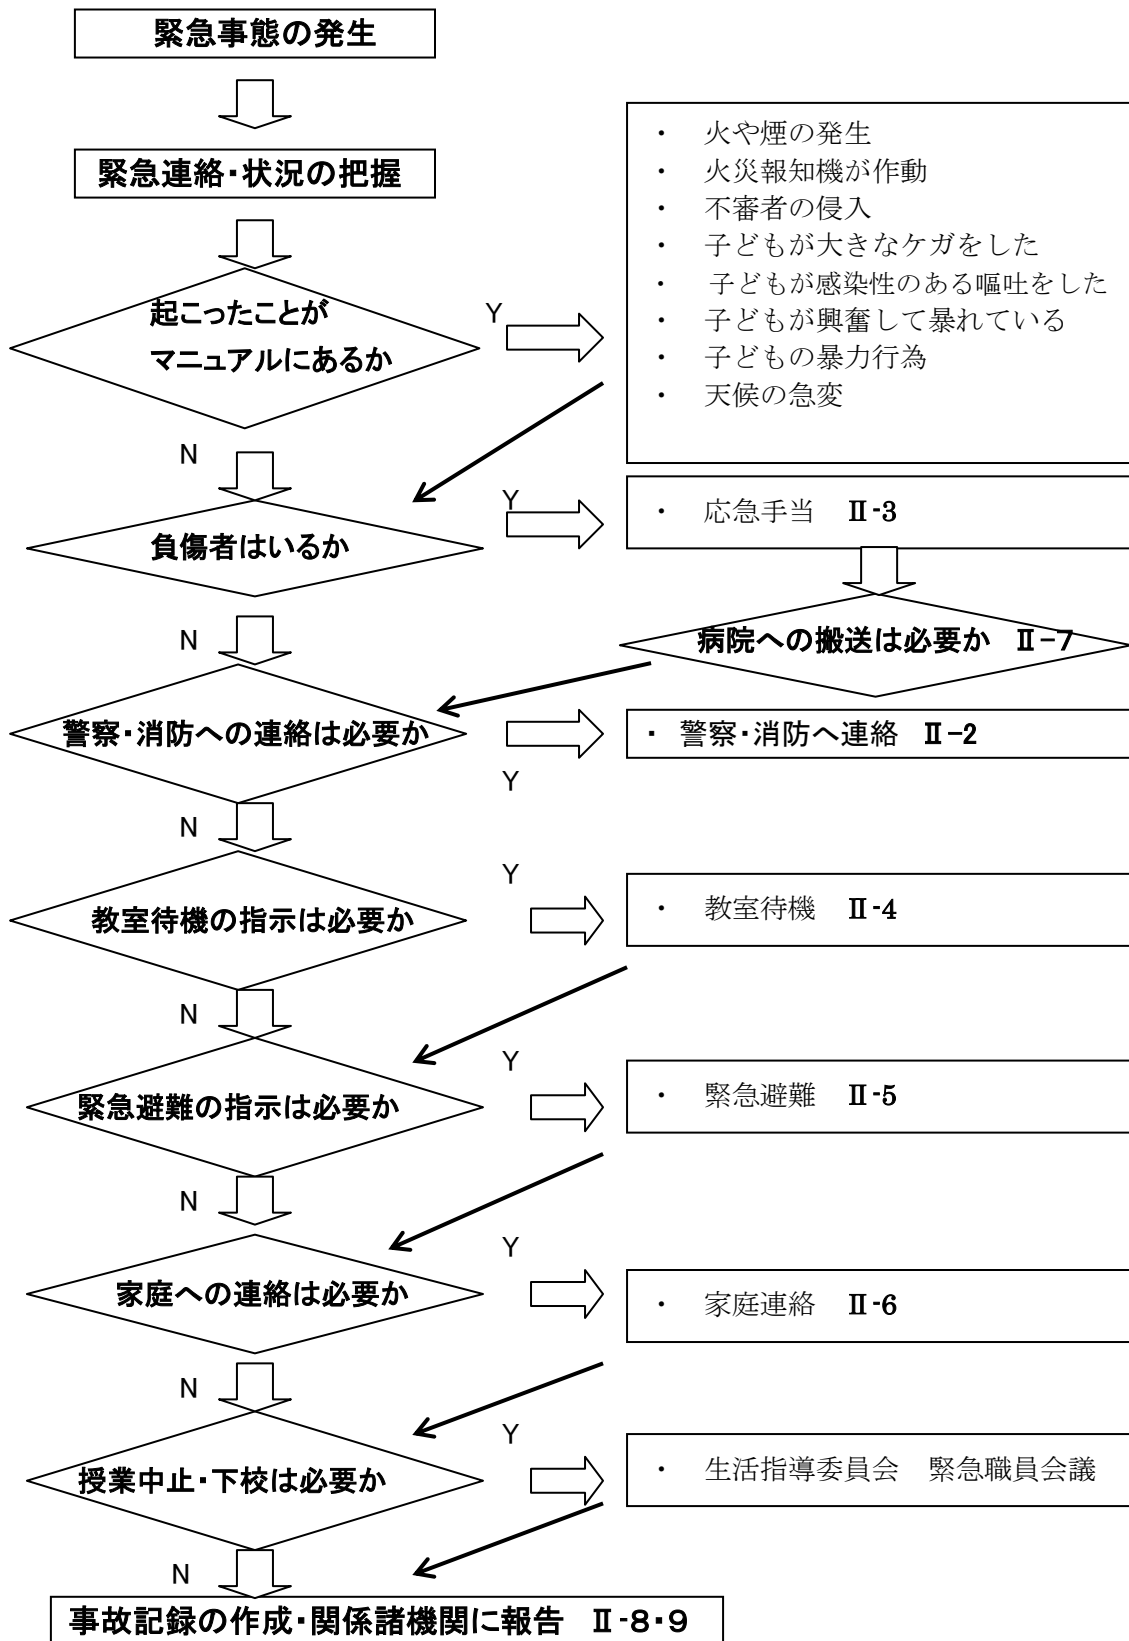 緊急事態の発生
緊急連絡・状況の把握
・ 火や煙の発生
・ 火災報知機が作動
・ 不審者の侵入
・ 子どもが大きなケガをした
・ 子どもが感染性のある嘔吐をした
・ 子どもが興奮して暴れている
・ 子どもの暴力行為
・ 天候の急変
起こったことが
マニュアルにあるか
Y
N
負傷者はいるか
Y
・ 応急手当 Ⅱ-3
N
病院への搬送は必要か Ⅱ-7
警察・消防への連絡は必要か
Y
・ 警察・消防へ連絡 Ⅱ-2
N
教室待機の指示は必要か
Y
・ 教室待機 Ⅱ-4
N
緊急避難の指示は必要か
Y
・ 緊急避難 Ⅱ-5
N
家庭への連絡は必要か
Y
・ 家庭連絡 Ⅱ-6
N
授業中止・下校は必要か
Y
・ 生活指導委員会 緊急職員会議
N
事故記録の作成・関係諸機関に報告 Ⅱ-8・9